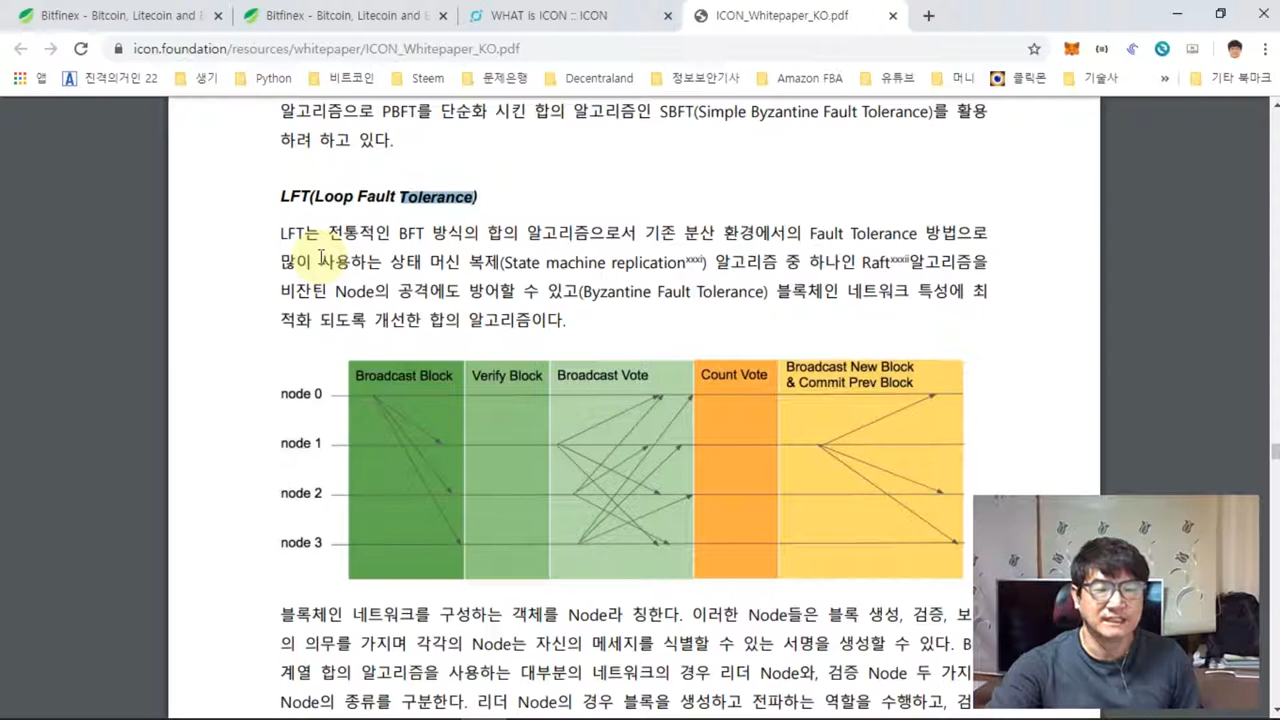 Bitfinex - Bitcoin, Litecoin and E
Bitfinex - Bitcoin, Litecoin and E
WHAT is ICON :: ICON
ICON_Whitepaper_KO.pdf
icon.foundation/resources/whitepaper/ICON_Whitepaper_KO.pdf
앱
진격의거인 22
생기
Python
비트코인
Steem
문제은행
Decentraland
정보보안기사
Amazon FBA
유튜브
머니
클릭몬
기술사
기타 북마크
알고리즘으로 PBFT를 단순화 시킨 합의 알고리즘인 SBFT(Simple Byzantine Fault Tolerance)를 활용
하려 하고 있다.
LFT(Loop Fault Tolerance)
LFT는 전통적인 BFT 방식의 합의 알고리즘으로서 기존 분산 환경에서의 Fault Tolerance 방법으로
많이 사용하는 상태 머신 복제(State machine replicationxxxi) 알고리즘 중 하나인 Raftxxxii알고리즘을
비잔틴 Node의 공격에도 방어할 수 있고(Byzantine Fault Tolerance) 블록체인 네트워크 특성에 최
적화 되도록 개선한 합의 알고리즘이다.
Broadcast Block
Verify Block
Broadcast Vote
Count Vote
Broadcast New Block
& Commit Prev Block
node 0
node 1
node 2
node 3
블록체인 네트워크를 구성하는 객체를 Node라 칭한다. 이러한 Node들은 블록 생성, 검증, 보
의 의무를 가지며 각각의 Node는 자신의 메세지를 식별할 수 있는 서명을 생성할 수 있다. B
계열 합의 알고리즘을 사용하는 대부분의 네트워크의 경우 리더 Node와, 검증 Node 두 가지
Node의 종류를 구분한다. 리더 Node의 경우 블록을 생성하고 전파하는 역할을 수행하고, 검